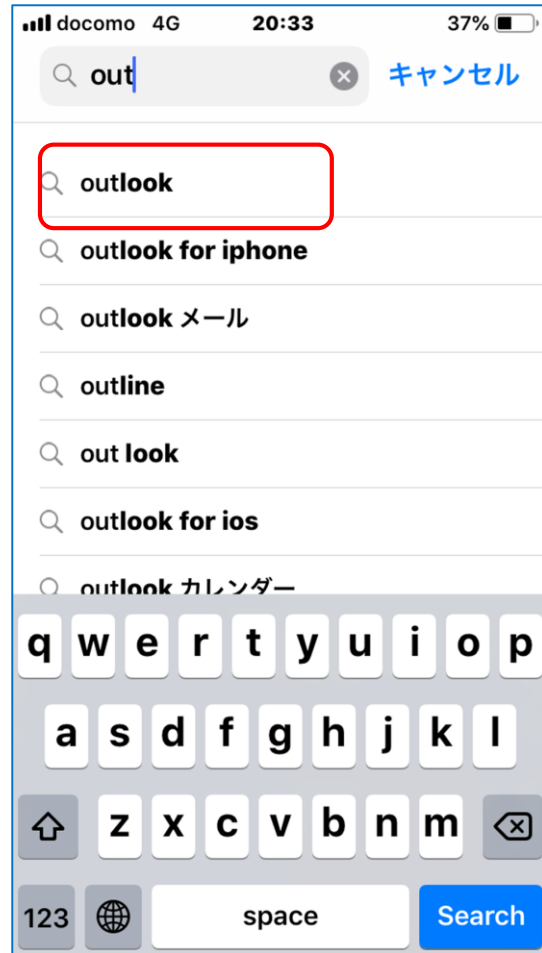 docomo 4G 20:33 37%
out キャンセル
outlook
outlook for iphone
outlook メール
outline
out look
outlook for ios
outlook カレンダー
q w e r t y u i o p
a s d f g h j k l
z x c v b n m
123 space Search